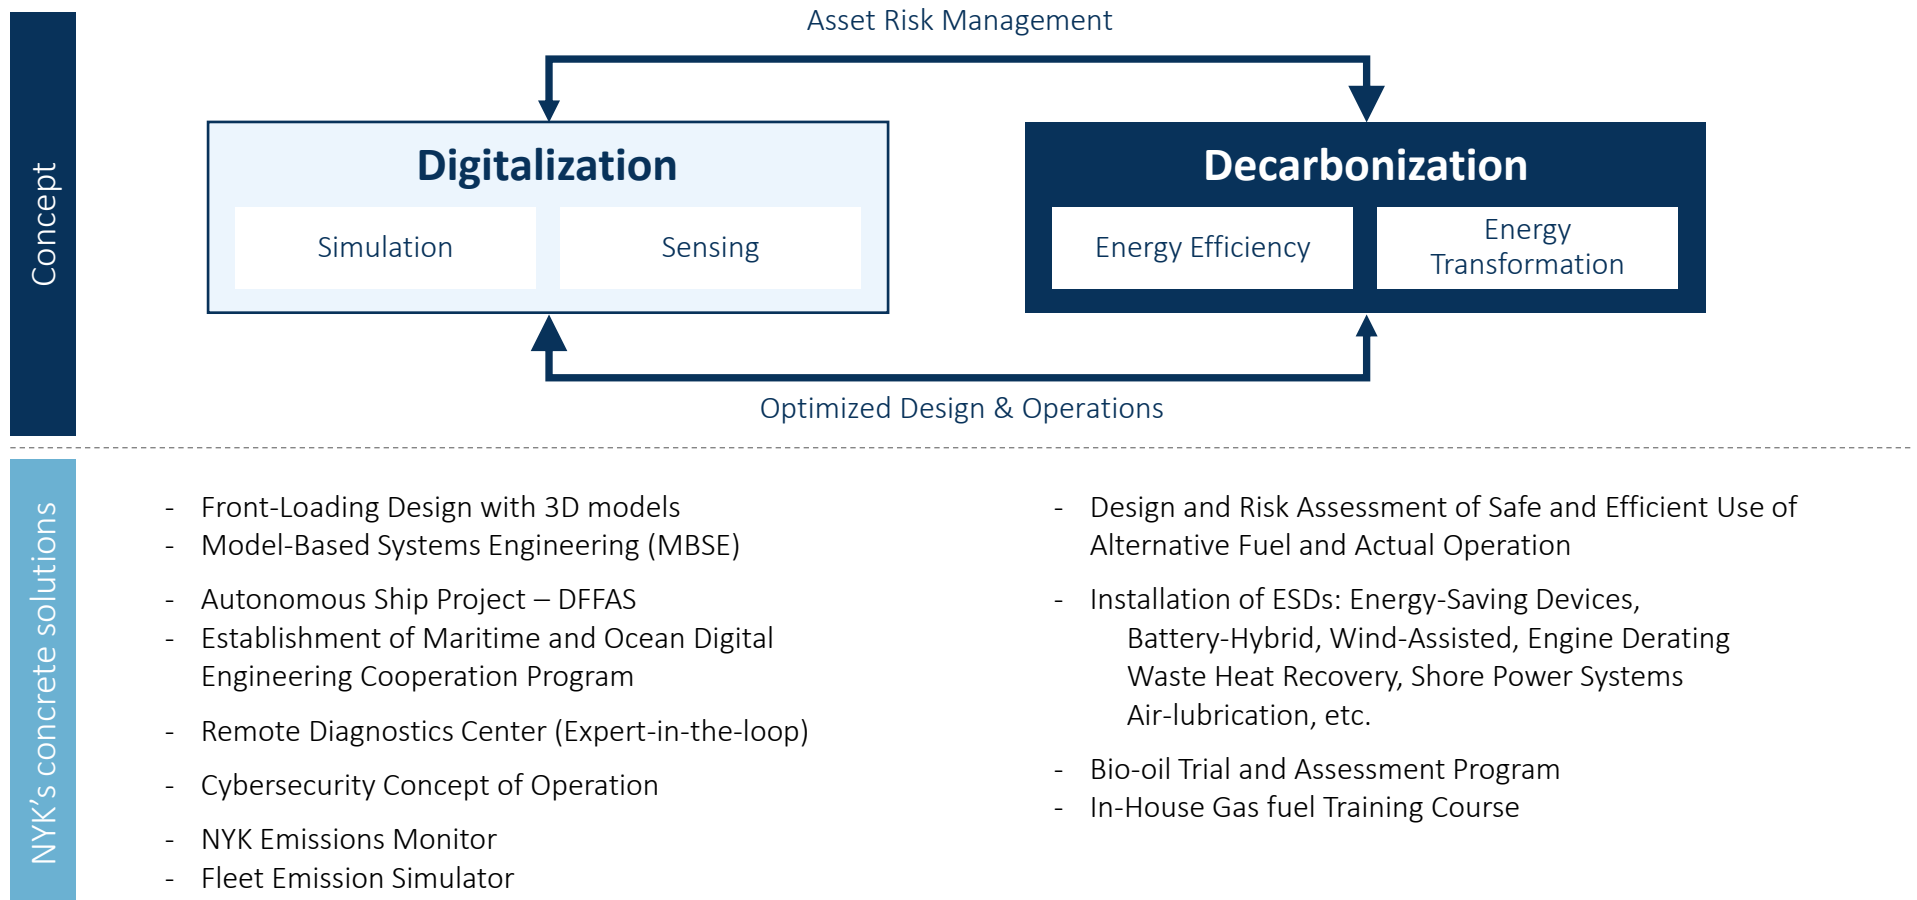 Concept
Asset Risk Management
Digitalization
Simulation
Sensing
Decarbonization
Energy Efficiency
Energy
Transformation
Optimized Design & Operations
NYK's concrete solutions
- Front-Loading Design with 3D models
- Model-Based Systems Engineering (MBSE)
- Autonomous Ship Project – DFFAS
- Establishment of Maritime and Ocean Digital
Engineering Cooperation Program
- Remote Diagnostics Center (Expert-in-the-loop)
- Cybersecurity Concept of Operation
- NYK Emissions Monitor
- Fleet Emission Simulator
- Design and Risk Assessment of Safe and Efficient Use of
Alternative Fuel and Actual Operation
- Installation of ESDs: Energy-Saving Devices,
Battery-Hybrid, Wind-Assisted, Engine Derating
Waste Heat Recovery, Shore Power Systems
Air-lubrication, etc.
- Bio-oil Trial and Assessment Program
- In-House Gas fuel Training Course